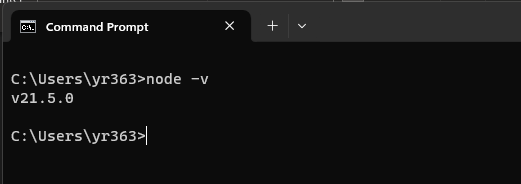 Command Prompt
C:\Users\yr363>node -v
v21.5.0
C:\Users\yr363>